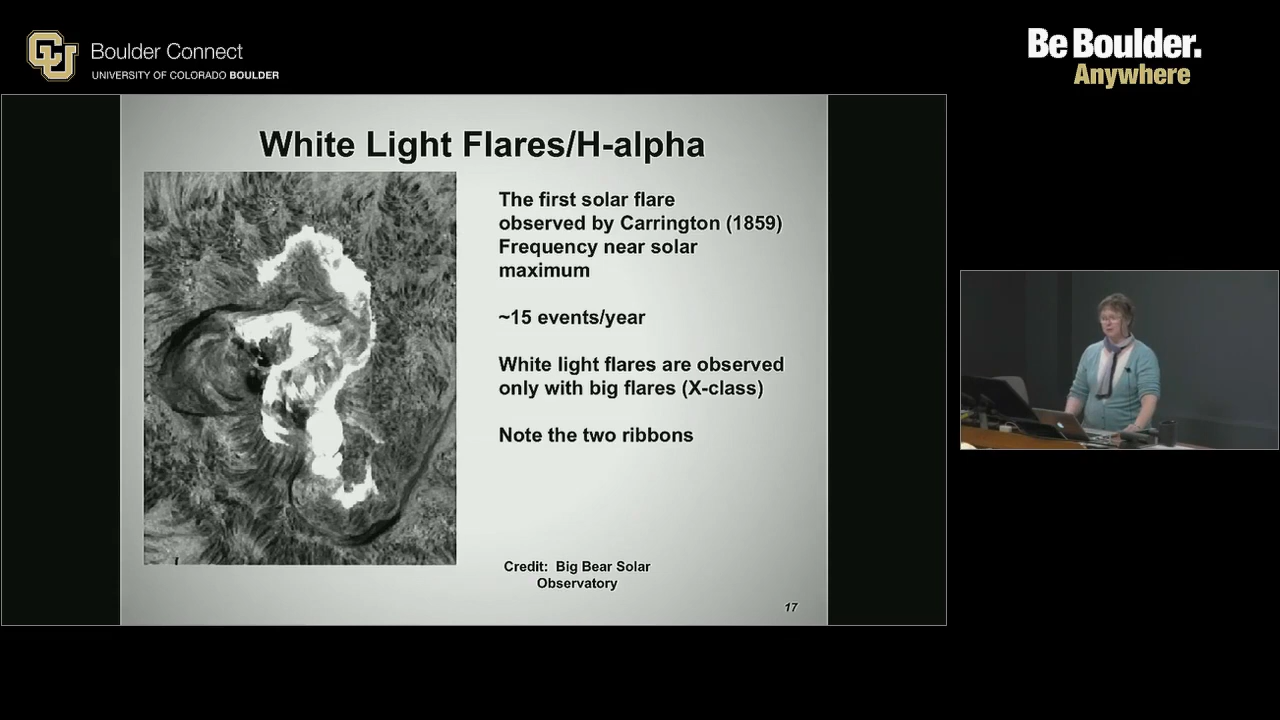 CU
Boulder Connect
UNIVERSITY OF COLORADO BOULDER
Be Boulder.
Anywhere
White Light Flares/H-alpha
The first solar flare
observed by Carrington (1859)
Frequency near solar
maximum
~15 events/year
White light flares are observed
only with big flares (X-class)
Note the two ribbons
Credit: Big Bear Solar
Observatory
17